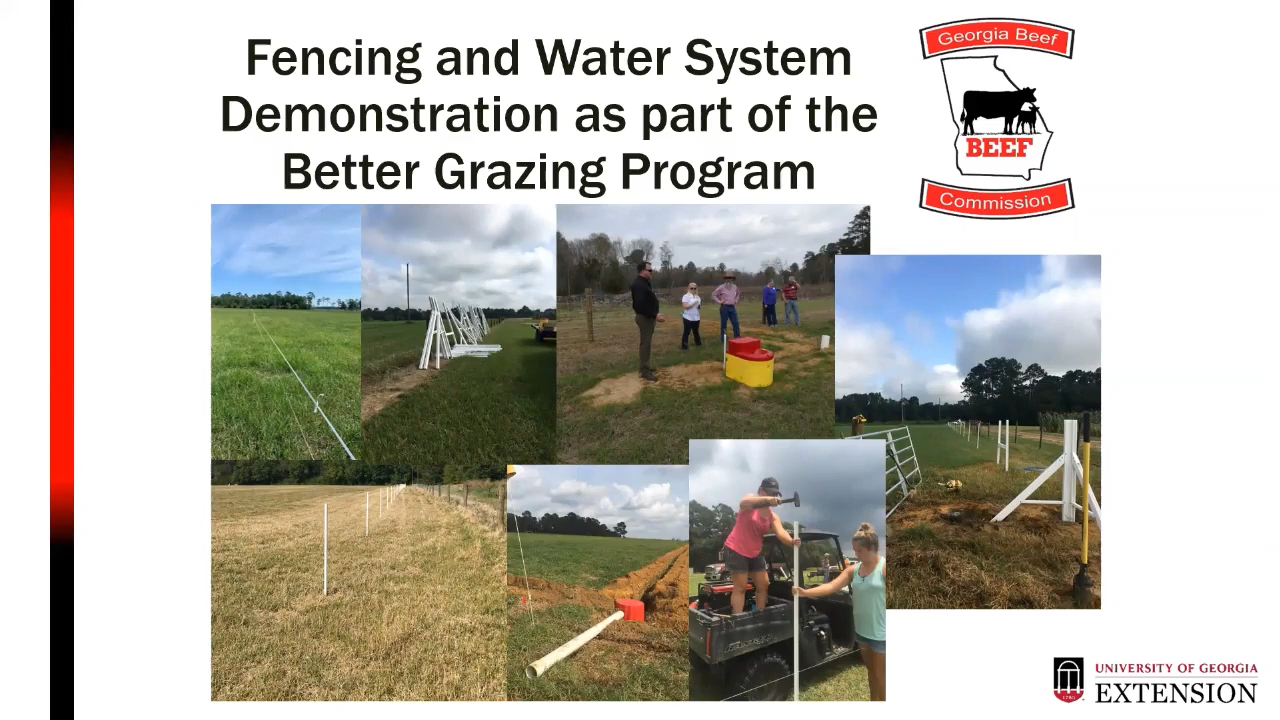 Fencing and Water System
Demonstration as part of the
Better Grazing Program
Georgia Beef
BEEF
Commission
UNIVERSITY OF GEORGIA
EXTENSION
1785